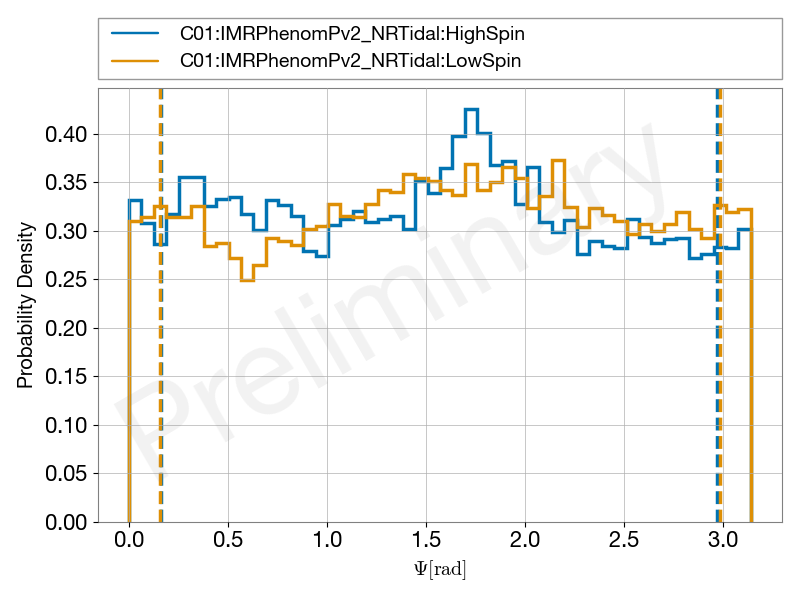 C01:IMRPhenomPv2_NRTidal:HighSpin
C01:IMRPhenomPv2_NRTidal:LowSpin
0.40
0.35
0.30
0.25
0.20
0.15
0.10
0.05
0.00
Probability Density
Preliminary
0.0 0.5 1.0 1.5 2.0 2.5 3.0
Ψ[rad]